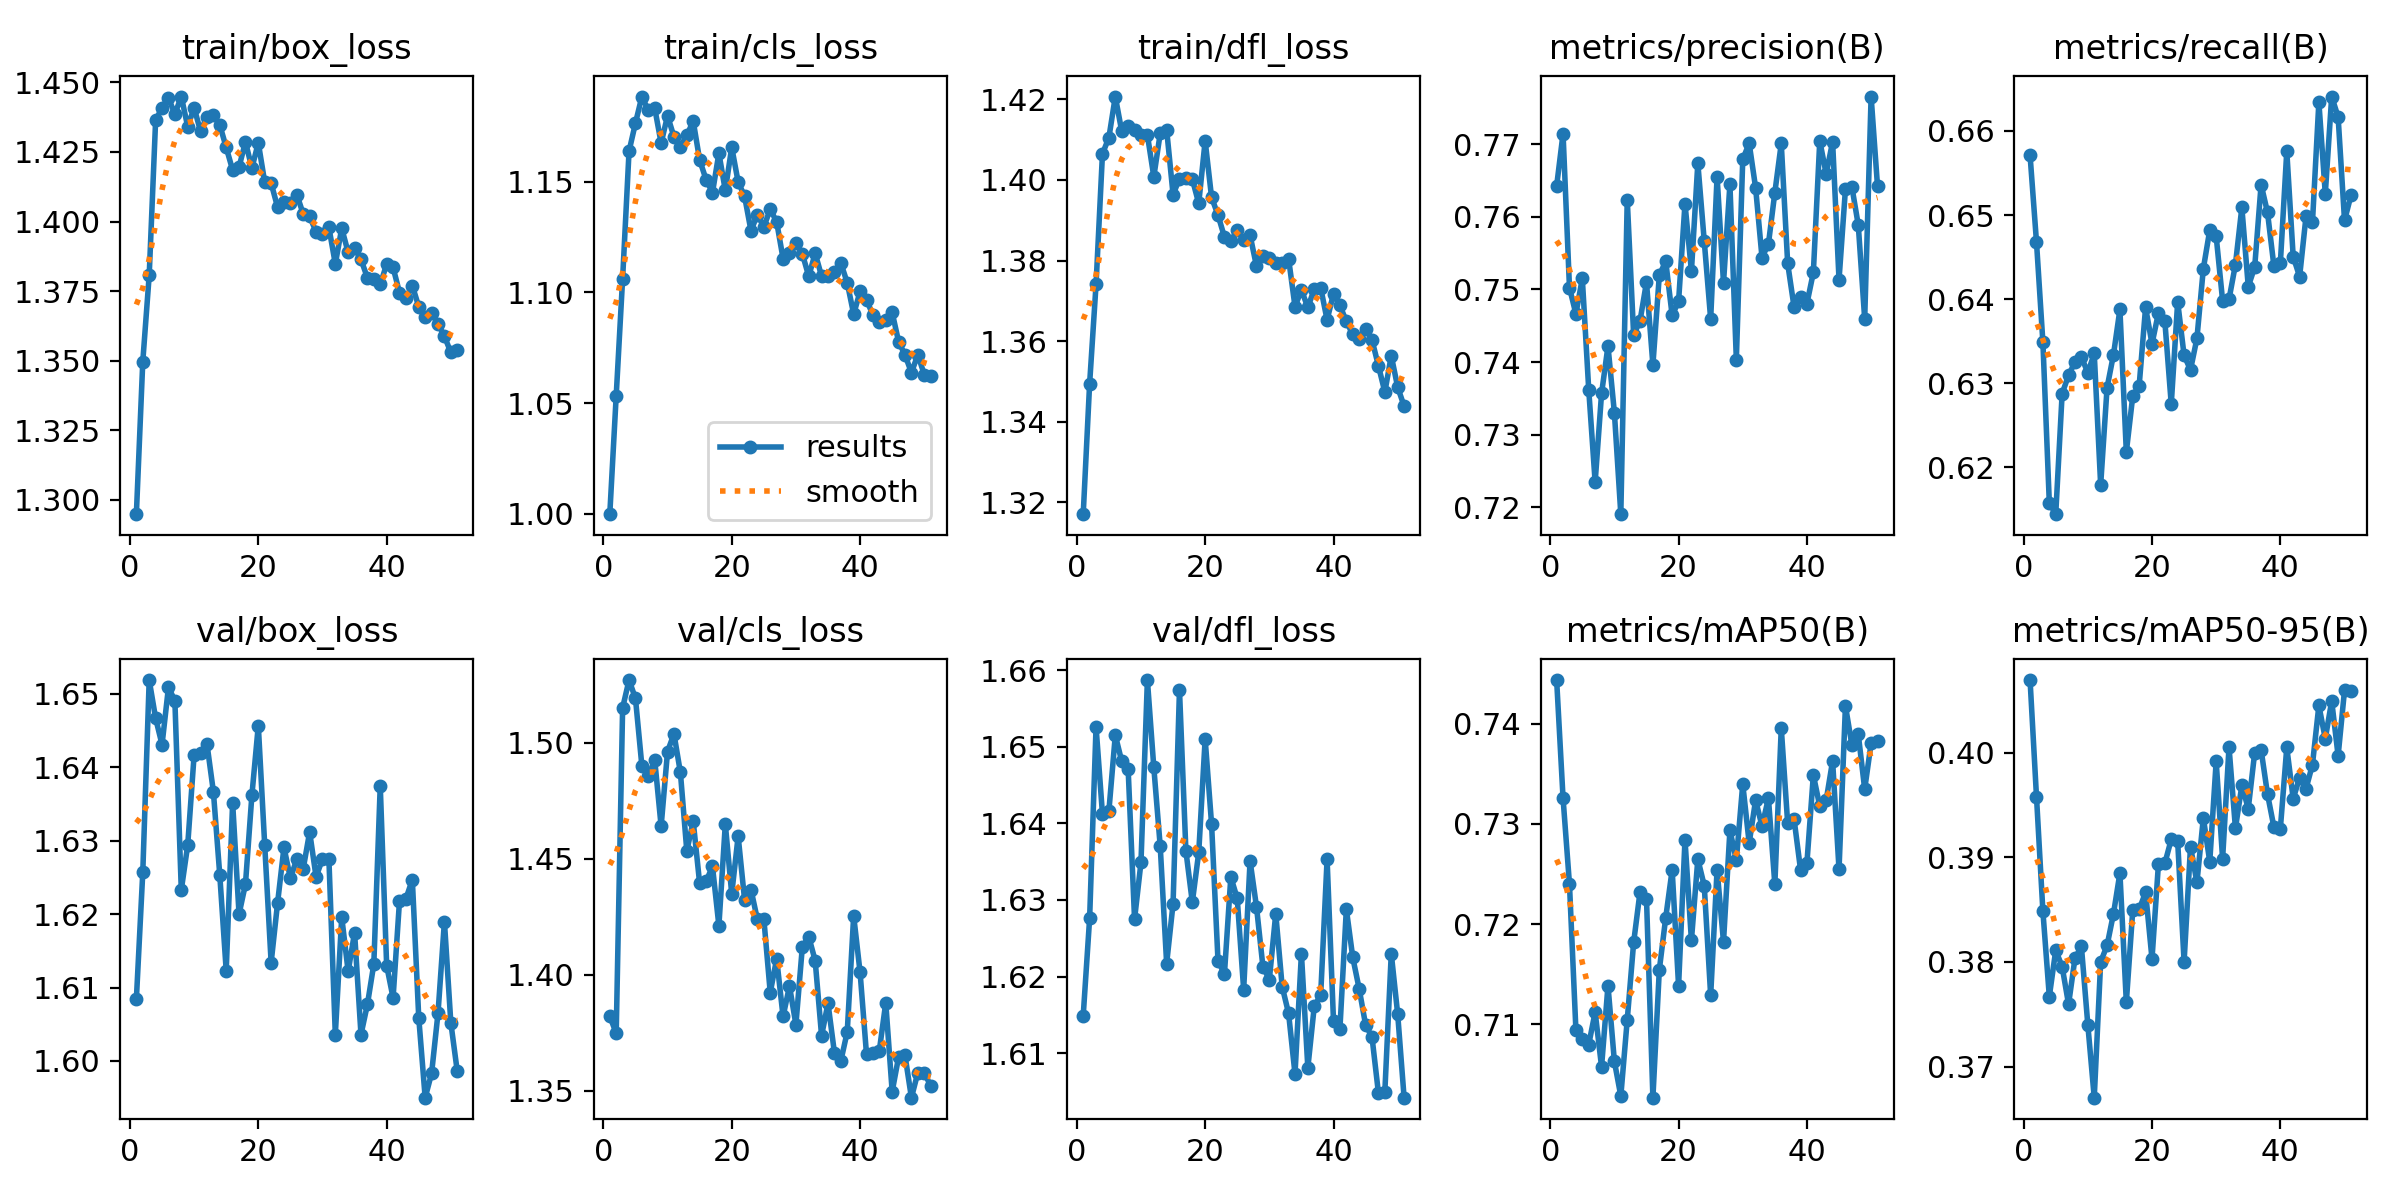 train/box_loss
1.450
1.425
1.400
1.375
1.350
1.325
1.300
0 20 40
train/cls_loss
1.15
1.10
1.05
1.00
0 20 40
results
smooth
train/dfl_loss
1.42
1.40
1.38
1.36
1.34
1.32
0 20 40
metrics/precision(B)
0.77
0.76
0.75
0.74
0.73
0.72
0 20 40
metrics/recall(B)
0.66
0.65
0.64
0.63
0.62
0 20 40
val/box_loss
1.65
1.64
1.63
1.62
1.61
1.60
0 20 40
val/cls_loss
1.50
1.45
1.40
1.35
0 20 40
val/dfl_loss
1.66
1.65
1.64
1.63
1.62
1.61
0 20 40
metrics/mAP50(B)
0.74
0.73
0.72
0.71
0 20 40
metrics/mAP50-95(B)
0.40
0.39
0.38
0.37
0 20 40